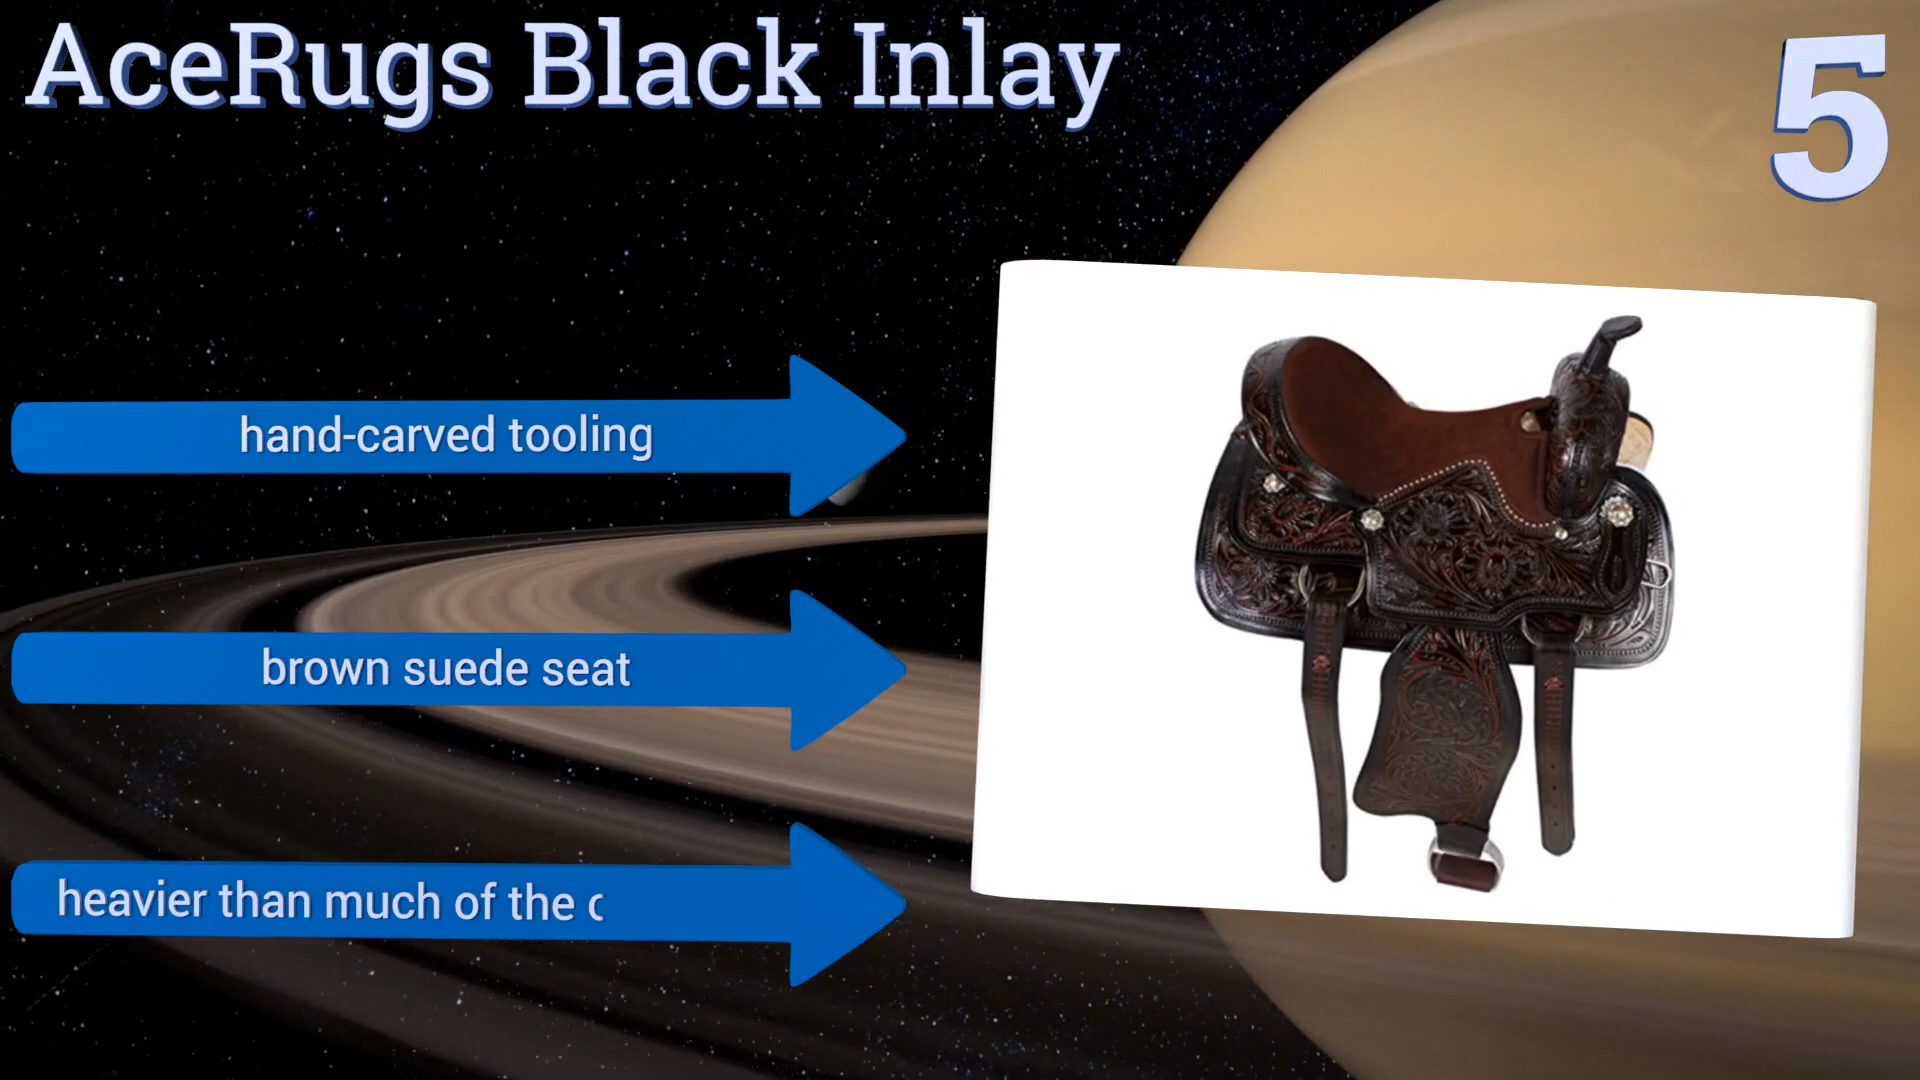 AceRugs Black Inlay
5
hand-carved tooling
brown suede seat
heavier than much of the c